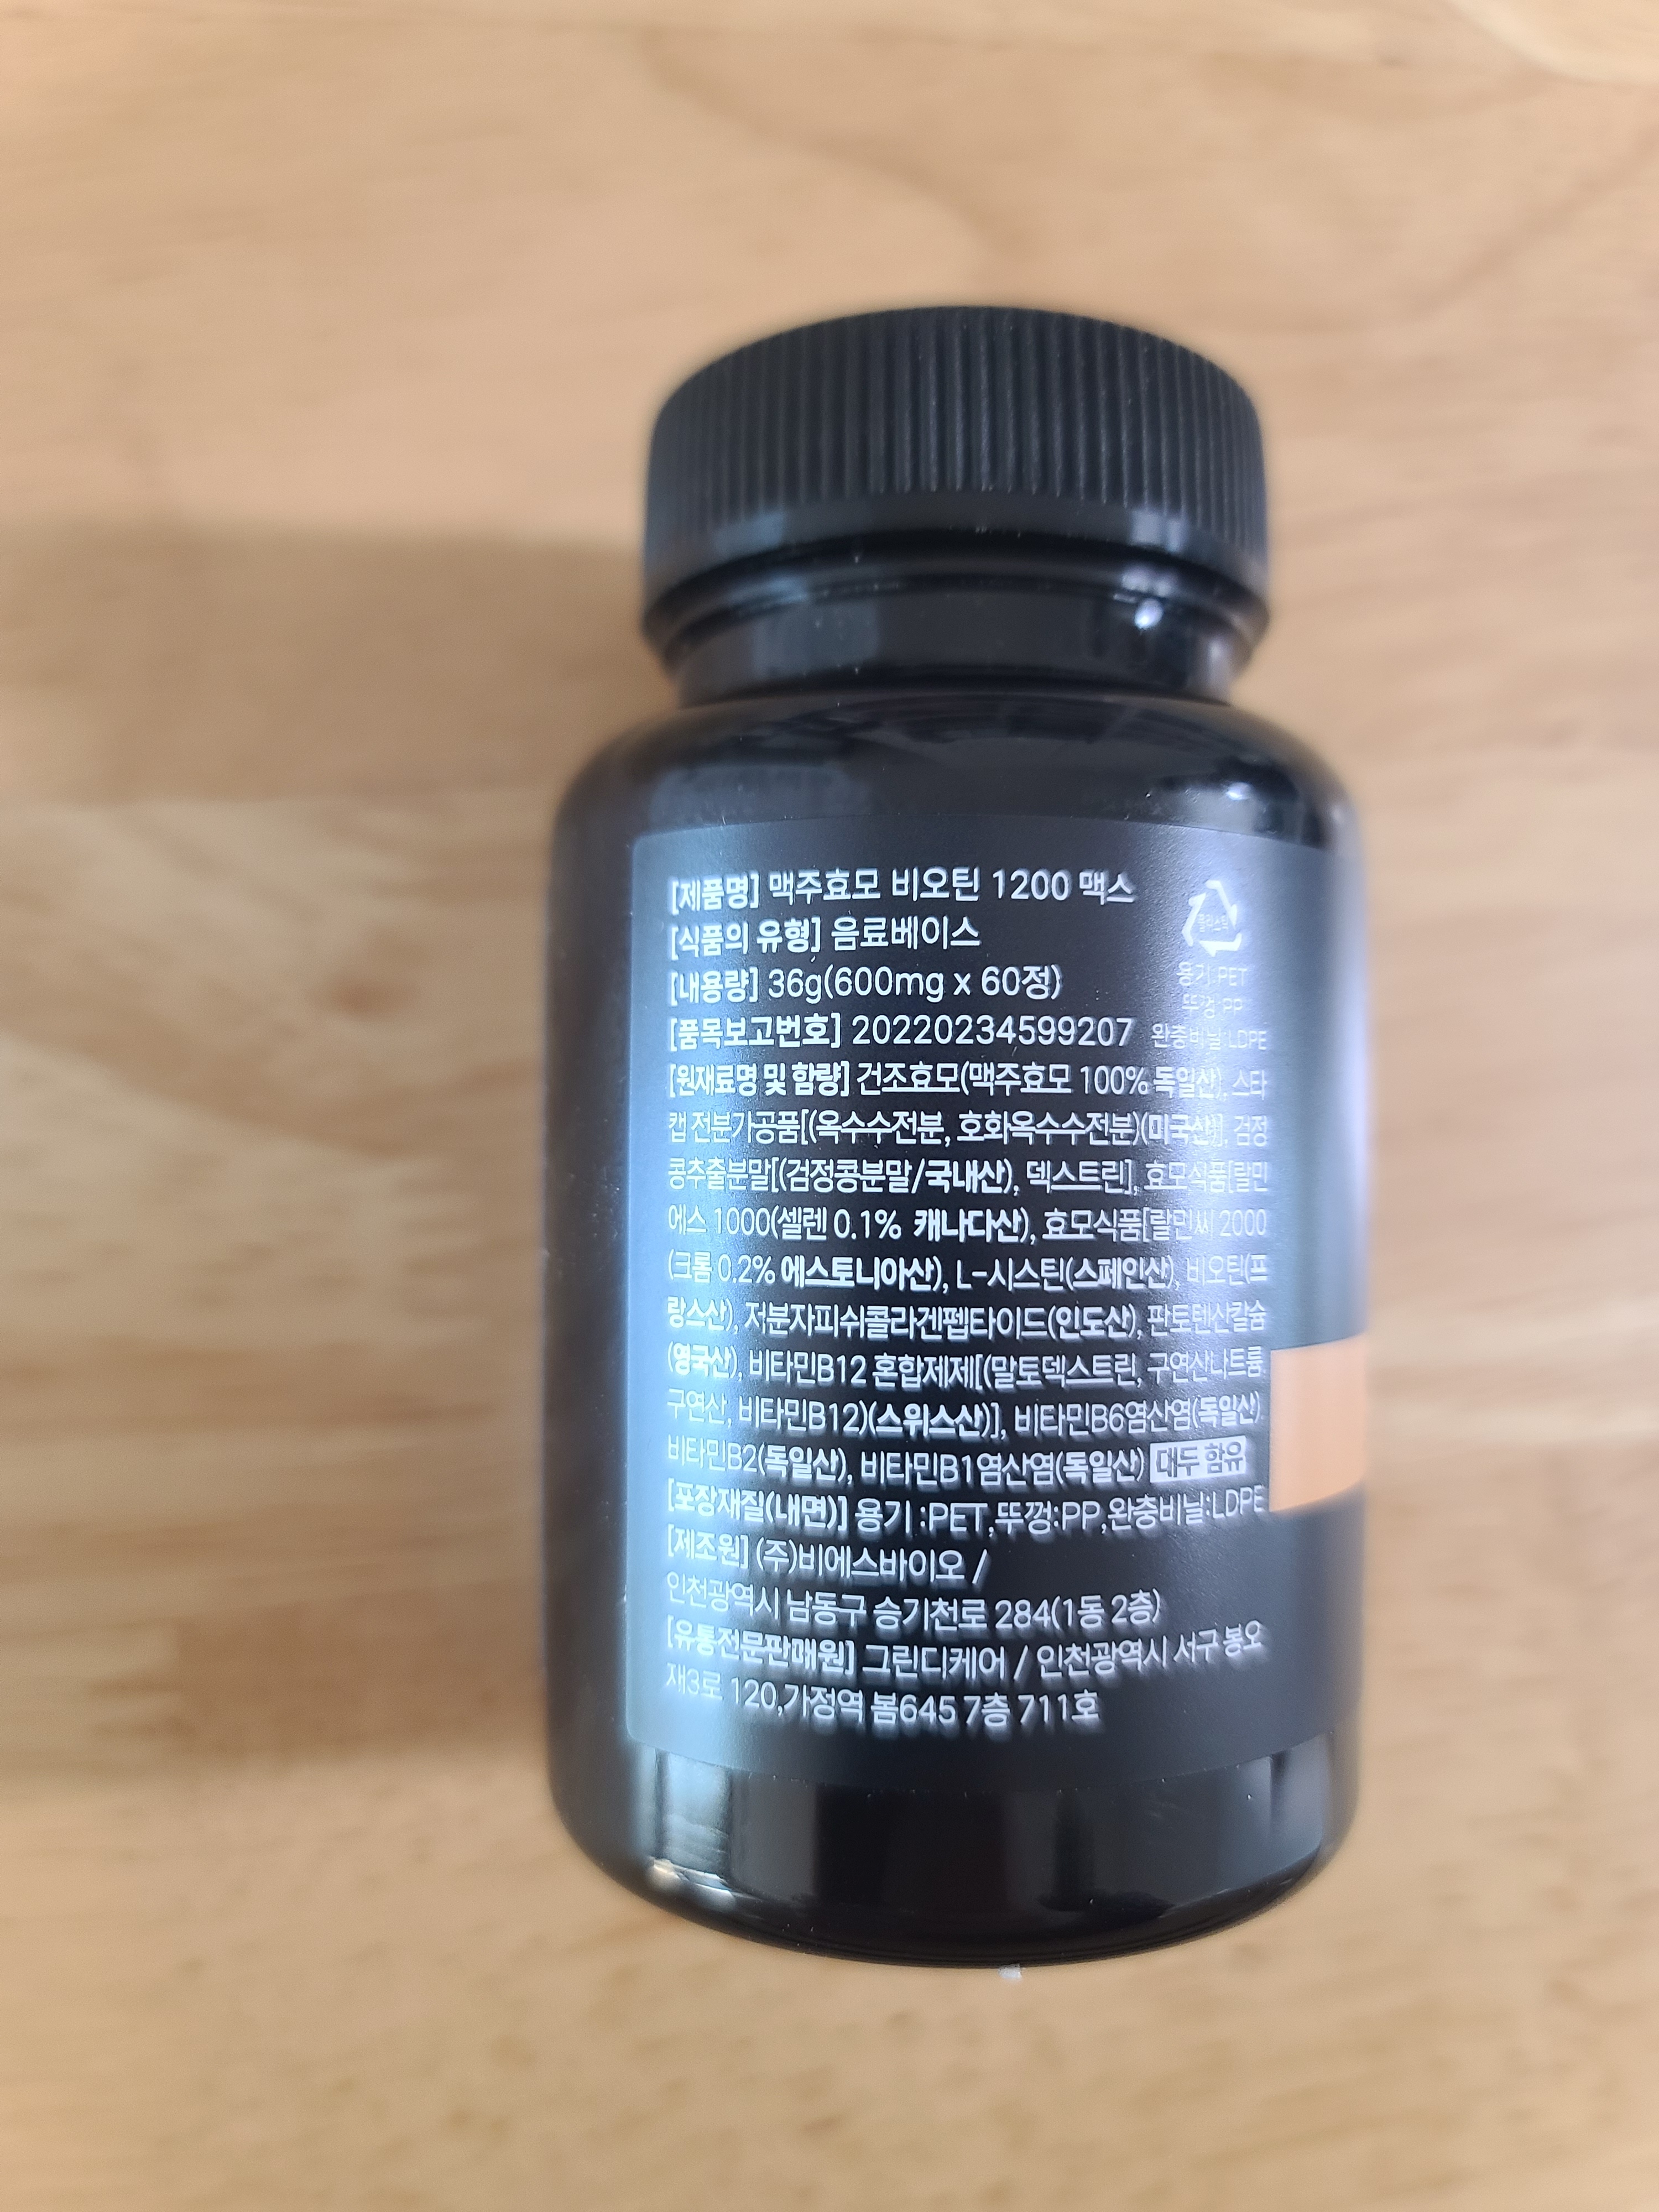 [제품명] 맥주효모 비오틴 1200 맥스
[식품의 유형] 음료베이스
[내용량] 36g(600mg x 60정)
[품목보고번호] 20220234599207
[원재료명 및 함량] 건조효모(맥주효모 100% 독일산), 스타
캡 전분가공품[(옥수수전분, 호화옥수수전분)(미국산)], 검정
콩추출분말[(검정콩분말/국내산), 덱스트린], 효모식품[랄민
에스 1000(셀렌 0.1% 캐나다산), 효모식품[랄민씨 2000
(크롬 0.2% 에스토니아산), L-시스틴(스페인산), 비오틴(프
랑스산), 저분자피쉬콜라겐펩타이드(인도산), 판토텐산칼슘
(영국산), 비타민B12 혼합제제[(말토덱스트린, 구연산나트륨,
구연산, 비타민B12)(스위스산)], 비타민B6염산염(독일산),
비타민B2(독일산), 비타민B1염산염(독일산) 대두 함유
[포장재질(내면)] 용기 :PET,뚜껑:PP,완충비닐:LDPE
[제조원] (주)비에스바이오 /
인천광역시 남동구 승기천로 284(1동 2층)
[유통전문판매원] 그린디케어 / 인천광역시 서구 봉오
재3로 120,가정역 봄645 7층 711호
플라스틱
용기:PET
뚜껑:PP
완충비닐:LDPE